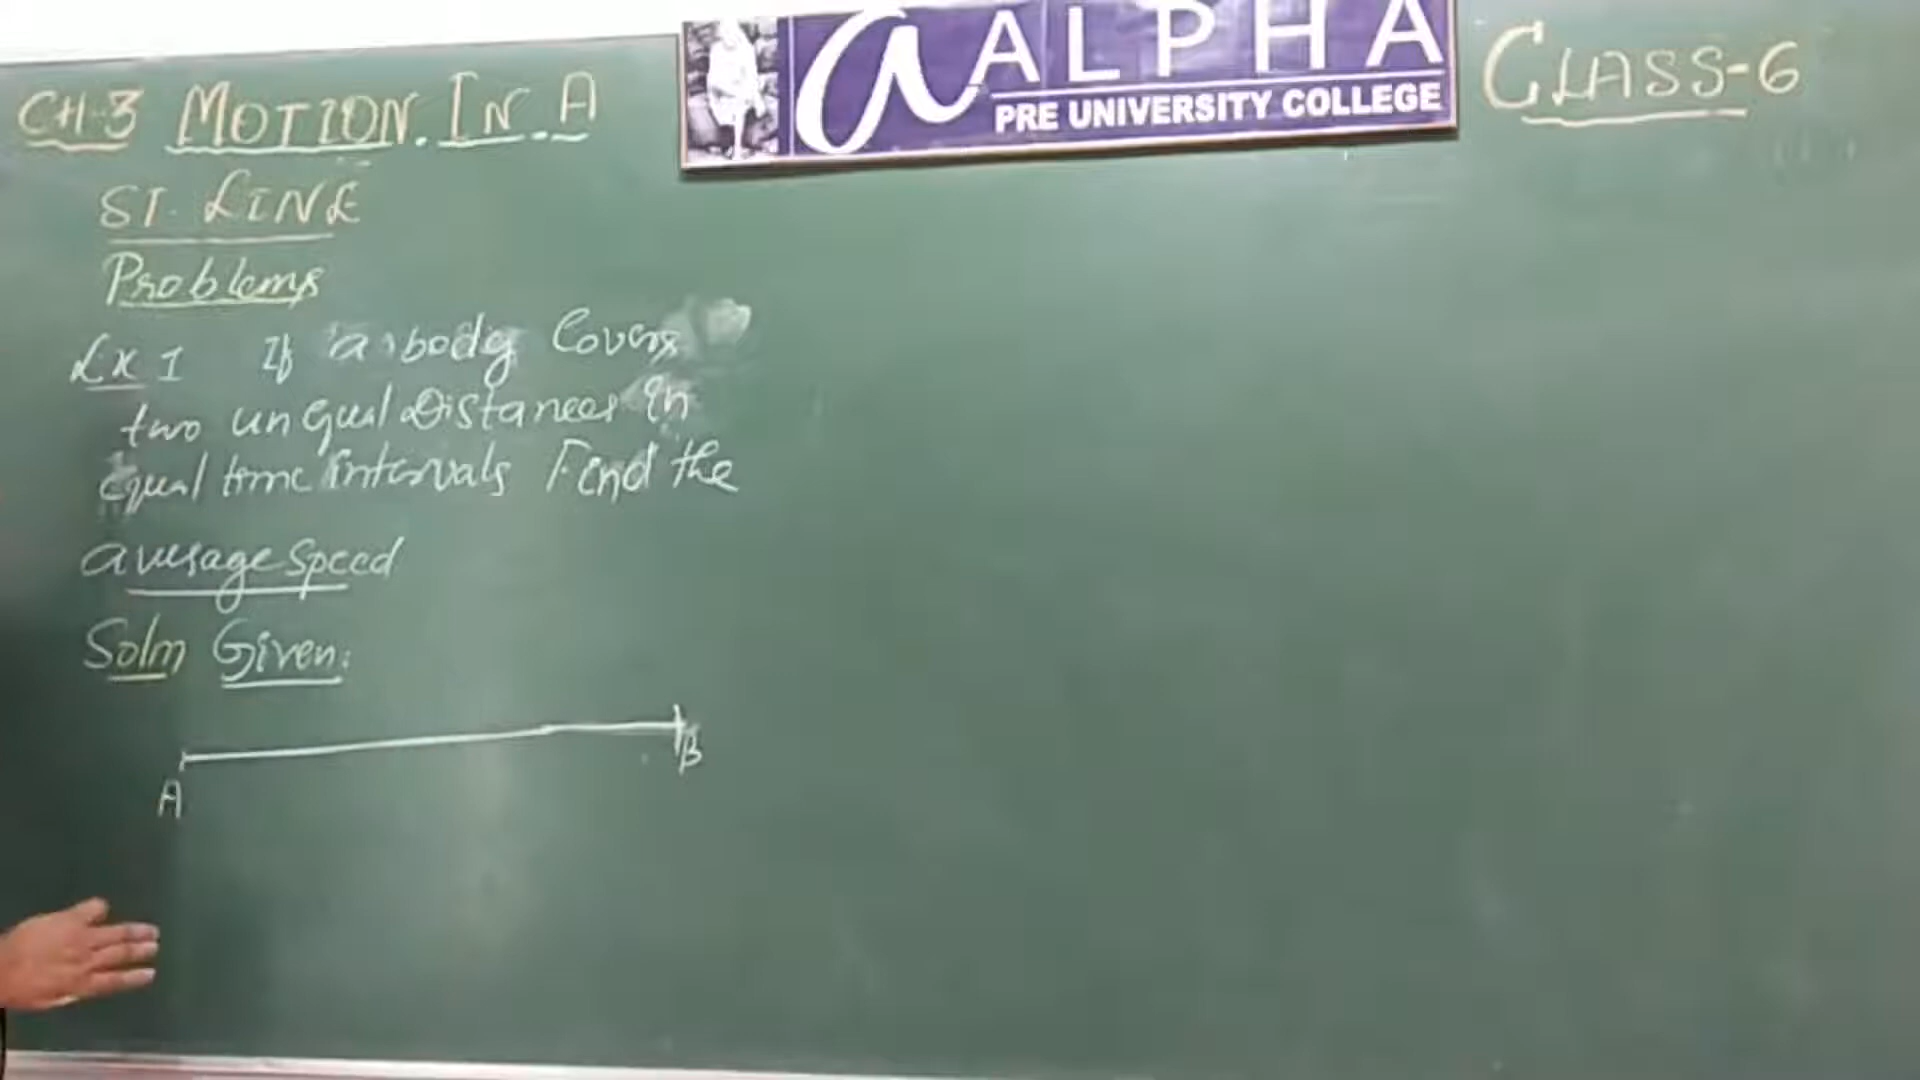 CH-3 MOTION. IN. A
ST. LINE
Problems
Ex 1 If a body Covers
two unequal Distances in
equal time intervals Find the
average speed
Soln Given:
A B
a ALPHA
PRE UNIVERSITY COLLEGE
CLASS-6